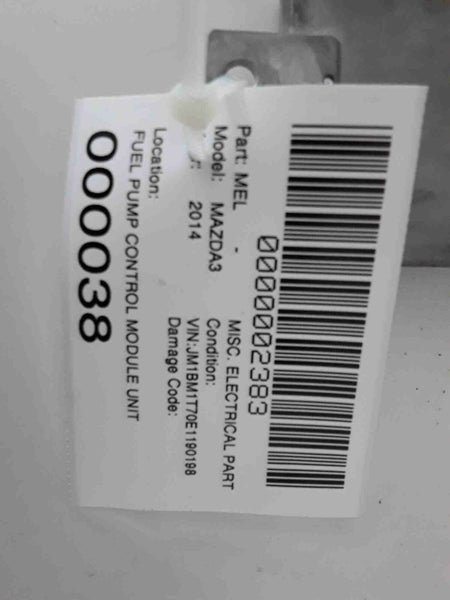 0000002383
Part: MEL - MISC. ELECTRICAL PART
Model: MAZDA3 Condition:
2014 VIN:JM1BM1T70E1190198
Damage Code:
Location:
FUEL PUMP CONTROL MODULE UNIT
000038